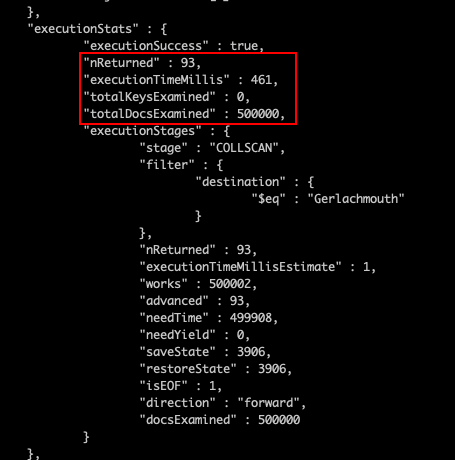 },
"executionStats" : {
"executionSuccess" : true,
"nReturned" : 93,
"executionTimeMillis" : 461,
"totalKeysExamined" : 0,
"totalDocsExamined" : 500000,
"executionStages" : {
"stage" : "COLLSCAN",
"filter" : {
"destination" : {
"$eq" : "Gerlachmouth"
}
},
"nReturned" : 93,
"executionTimeMillisEstimate" : 1,
"works" : 500002,
"advanced" : 93,
"needTime" : 499908,
"needYield" : 0,
"saveState" : 3906,
"restoreState" : 3906,
"isEOF" : 1,
"direction" : "forward",
"docsExamined" : 500000
}
},